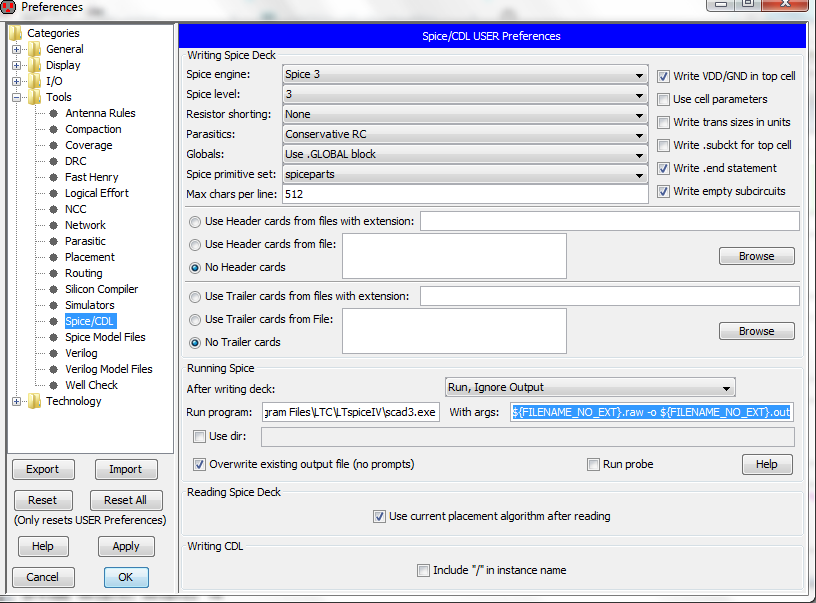 Preferences
Categories
General
Display
I/O
Tools
Antenna Rules
Compaction
Coverage
DRC
Fast Henry
Logical Effort
NCC
Network
Parasitic
Placement
Routing
Silicon Compiler
Simulators
Spice/CDL
Spice Model Files
Verilog
Verilog Model Files
Well Check
Technology
Export Import
Reset Reset All
(Only resets USER Preferences)
Help Apply
Cancel OK
Spice/CDL USER Preferences
Writing Spice Deck
Spice engine: Spice 3
Spice level: 3
Resistor shorting: None
Parasitics: Conservative RC
Globals: Use .GLOBAL block
Spice primitive set: spiceparts
Max chars per line: 512
Write VDD/GND in top cell
Use cell parameters
Write trans sizes in units
Write .subckt for top cell
Write .end statement
Write empty subcircuits
Use Header cards from files with extension:
Use Header cards from file:
Browse
No Header cards
Use Trailer cards from files with extension:
Use Trailer cards from File:
Browse
No Trailer cards
Running Spice
After writing deck: Run, Ignore Output
Run program: gram Files\LTC\LTspiceIV\scad3.exe With args: ${FILENAME_NO_EXT}.raw -o ${FILENAME_NO_EXT}.out
Use dir:
Overwrite existing output file (no prompts) Run probe Help
Reading Spice Deck
Use current placement algorithm after reading
Writing CDL
Include "/" in instance name